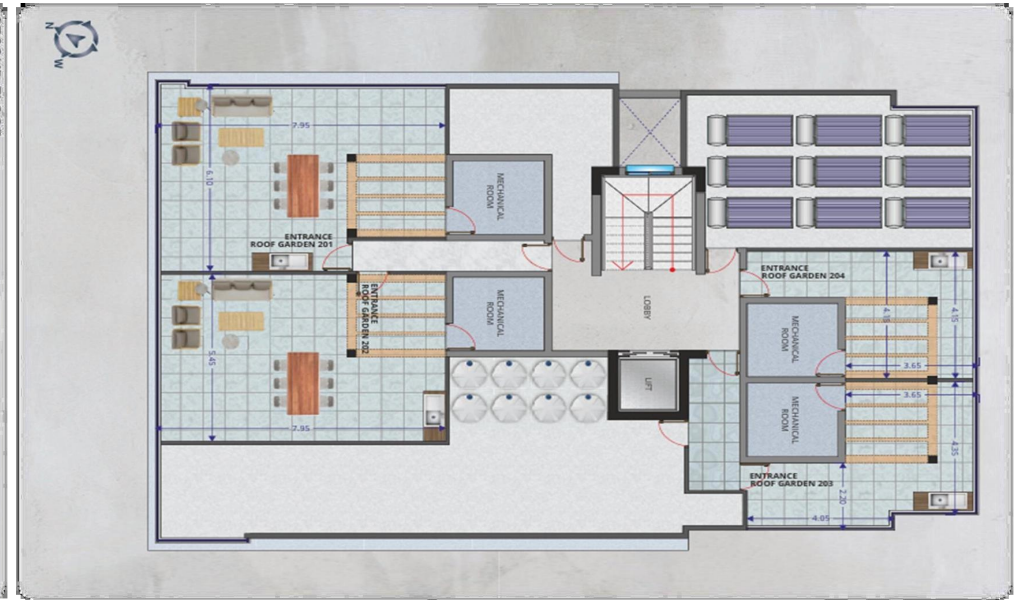 N
W
7.95
6.10
MECHANICAL
ROOM
ENTRANCE
ROOF GARDEN 201
ENTRANCE
ROOF GARDEN 202
MECHANICAL
ROOM
5.45
7.95
LOBBY
LIFT
ENTRANCE
ROOF GARDEN 204
4.15
4.15
MECHANICAL
ROOM
3.65
3.65
MECHANICAL
ROOM
4.35
ENTRANCE
ROOF GARDEN 203
2.20
4.05